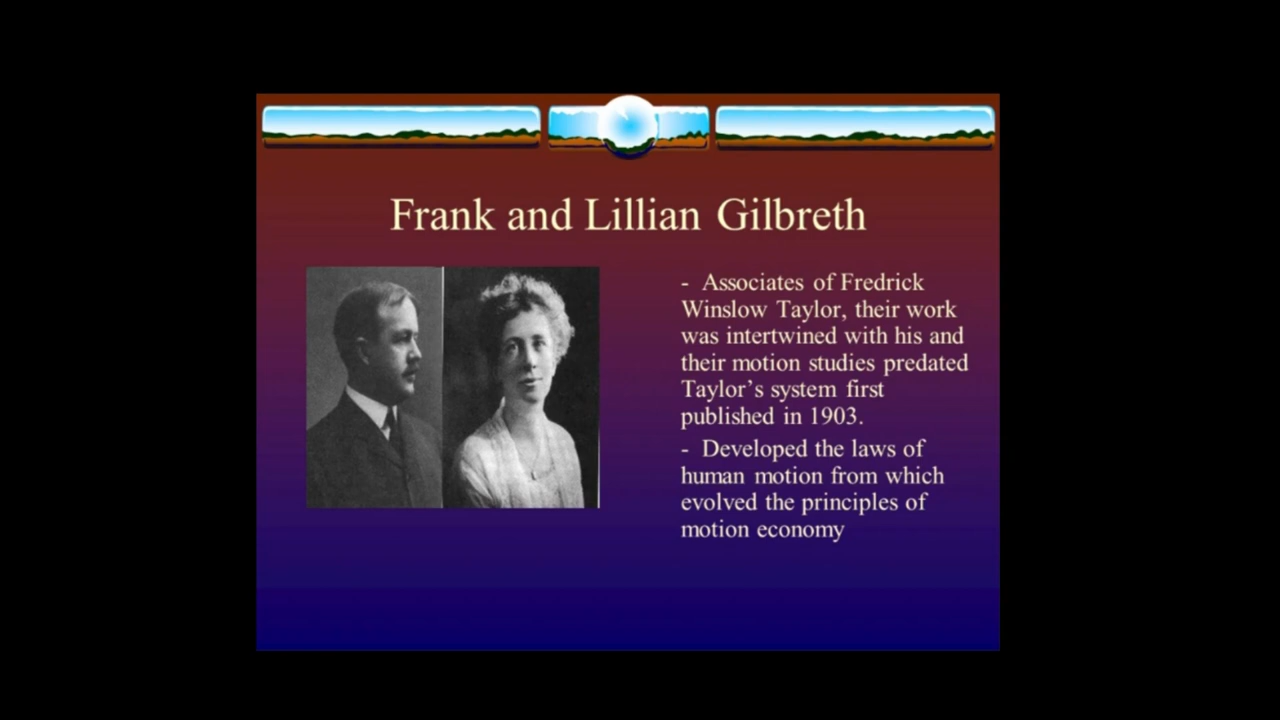 Frank and Lillian Gilbreth
- Associates of Fredrick
Winslow Taylor, their work
was intertwined with his and
their motion studies predated
Taylor’s system first
published in 1903.
- Developed the laws of
human motion from which
evolved the principles of
motion economy